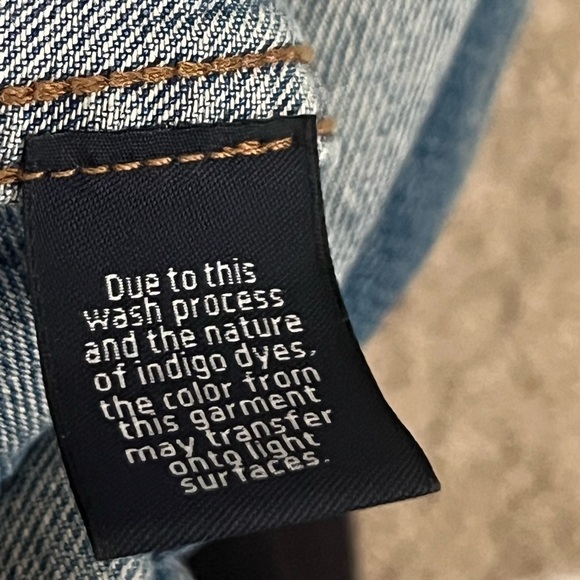 Due to this
wash process
and the nature
of indigo dyes,
the color from
this garment
may transfer
onto light
surfaces.